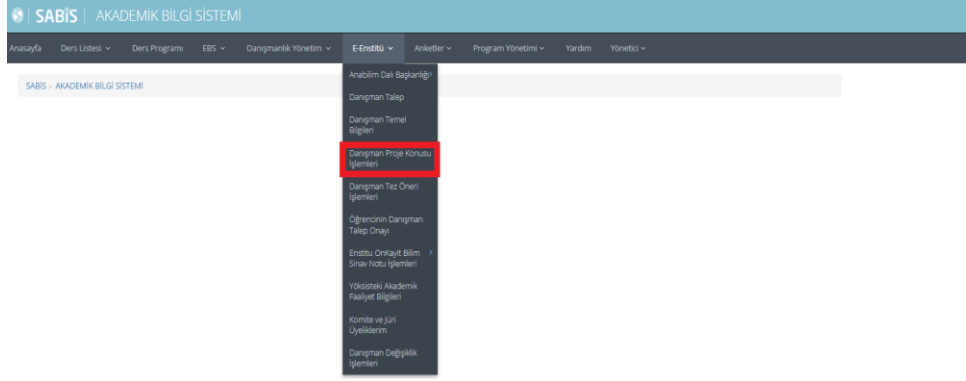 SABİS | AKADEMİK BİLGİ SİSTEMİ
Anasayfa Ders Listesi Ders Programı EBS Danışmanlık Yönetim E-Enstitü Anketler Program Yönetimi Yardım Yönetici
SABİS › AKADEMİK BİLGİ SİSTEMİ
Anabilim Dalı Başkanlığı
Danışman Talep
Danışman Temel
Bilgileri
Danışman Proje Konusu
İşlemleri
Danışman Tez Öneri
İşlemleri
Öğrencinin Danışman
Talep Onayı
Enstitu OnKayit Bilim
Sinav Notu İşlemleri
Yöksisteki Akademik
Faaliyet Bilgileri
Komite ve Jüri
Üyeliklerim
Danışman Değişiklik
İşlemleri